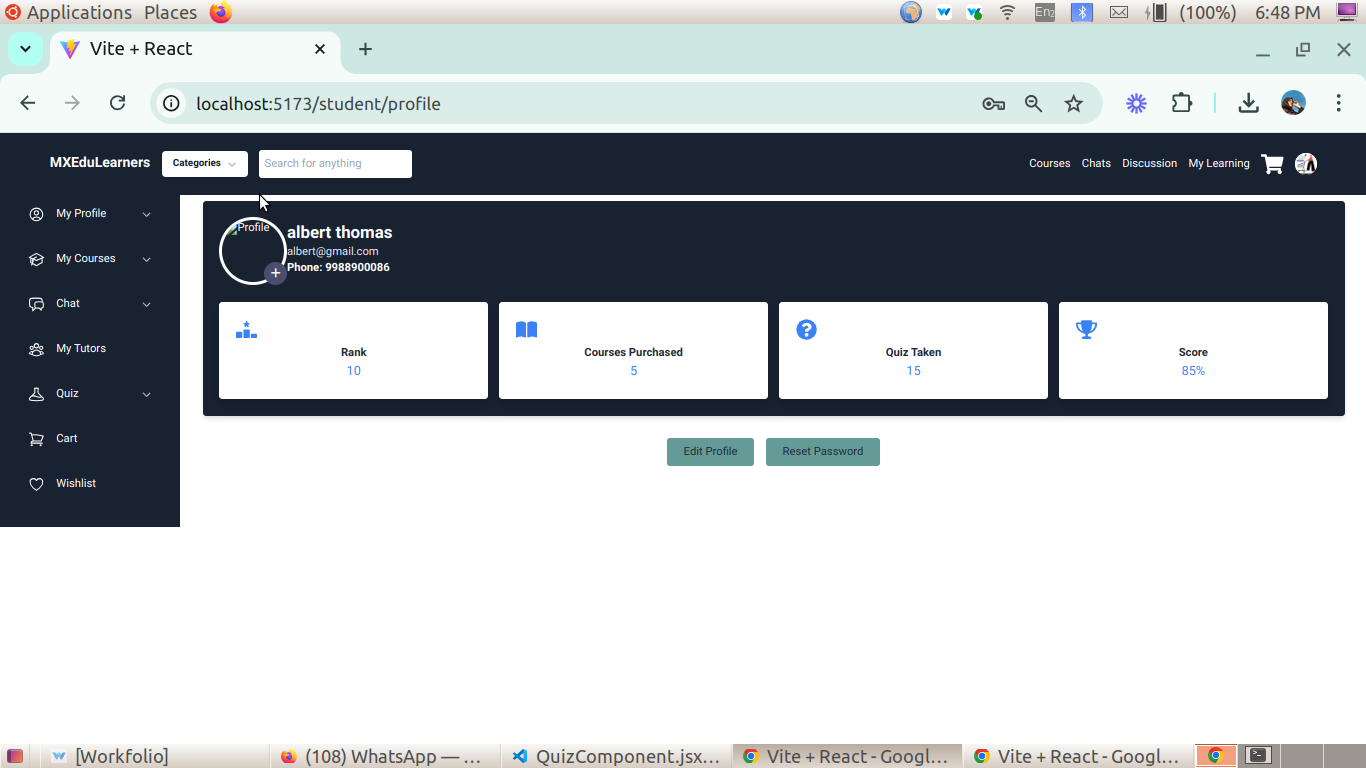 Applications Places En2 (100%) 6:48 PM
Vite + React
localhost:5173/student/profile
MXEduLearners Categories Search for anything Courses Chats Discussion My Learning
My Profile
My Courses
Chat
My Tutors
Quiz
Cart
Wishlist
Profile
albert thomas
albert@gmail.com
Phone: 9988900086
+
Rank
10
Courses Purchased
5
?
Quiz Taken
15
Score
85%
Edit Profile Reset Password
[Workfolio] (108) WhatsApp — ... QuizComponent.jsx... Vite + React - Googl... Vite + React - Googl...